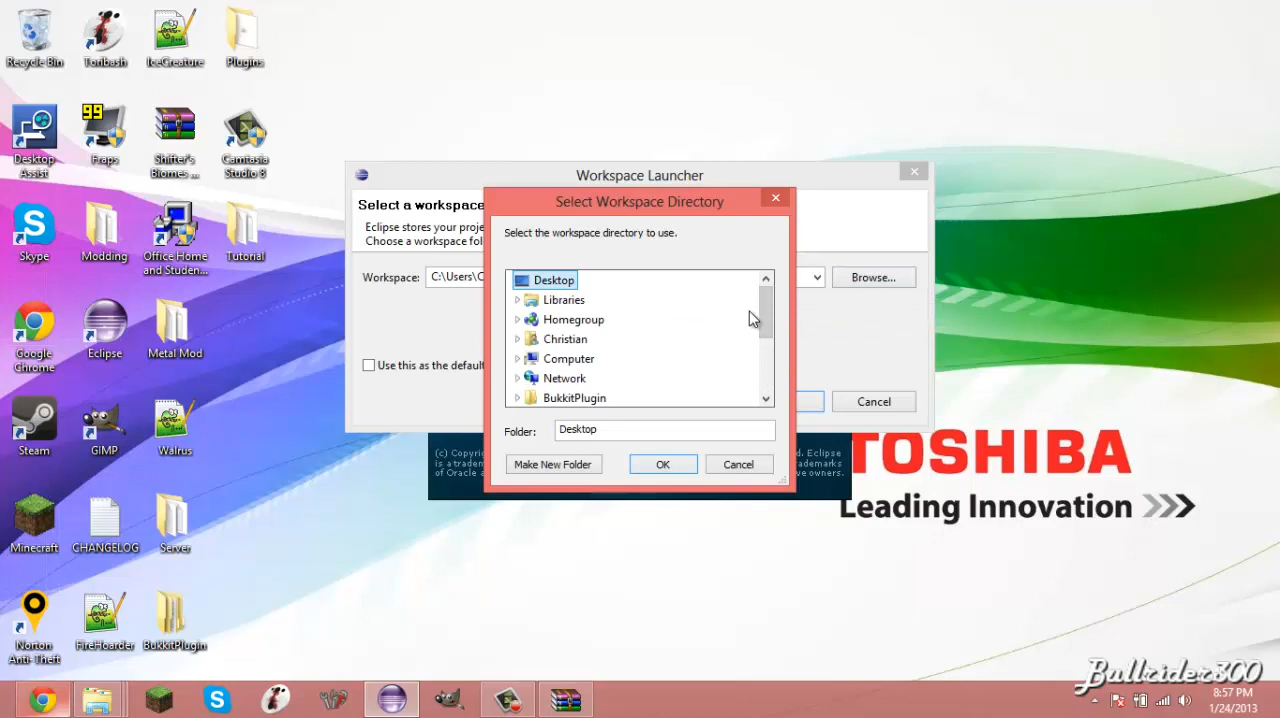 Recycle Bin
Toribash
IceCreature
Plugins
99
Desktop
Assist
Fraps
Shifter's
Biomes ...
Camtasia
Studio 8
Skype
Modding
Office Home
and Studen...
Tutorial
Google
Chrome
Eclipse
Metal Mod
Steam
GIMP
Walrus
Minecraft
CHANGELOG
Server
Norton
Anti-Theft
FireHoarder
BukkitPlugin
Workspace Launcher
Select a workspace
Eclipse stores your proje
Choose a workspace fol
Workspace:
C:\Users\C
Browse...
Use this as the default
Cancel
Select Workspace Directory
Select the workspace directory to use.
Desktop
Libraries
Homegroup
Christian
Computer
Network
BukkitPlugin
Folder:
Desktop
Make New Folder
OK
Cancel
(c) Copyrig
is a tradem
of Oracle a
d. Eclipse
ademarks
ve owners.
TOSHIBA
Leading Innovation
Bullrider300
8:57 PM
1/24/2013